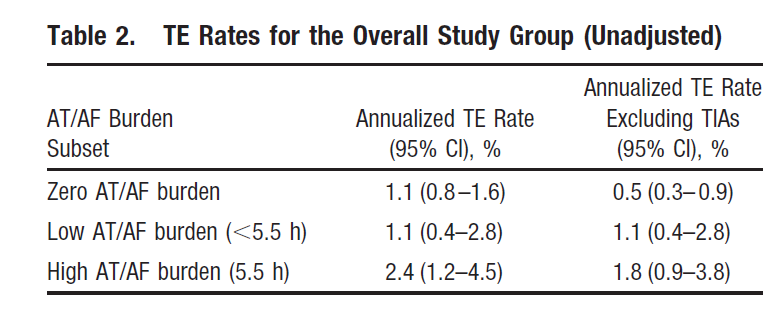 Table 2. TE Rates for the Overall Study Group (Unadjusted)
Annualized TE Rate
AT/AF Burden Annualized TE Rate Excluding TIAs
Subset (95% CI), % (95% CI), %
Zero AT/AF burden 1.1 (0.8–1.6) 0.5 (0.3–0.9)
Low AT/AF burden (<5.5 h) 1.1 (0.4–2.8) 1.1 (0.4–2.8)
High AT/AF burden (5.5 h) 2.4 (1.2–4.5) 1.8 (0.9–3.8)